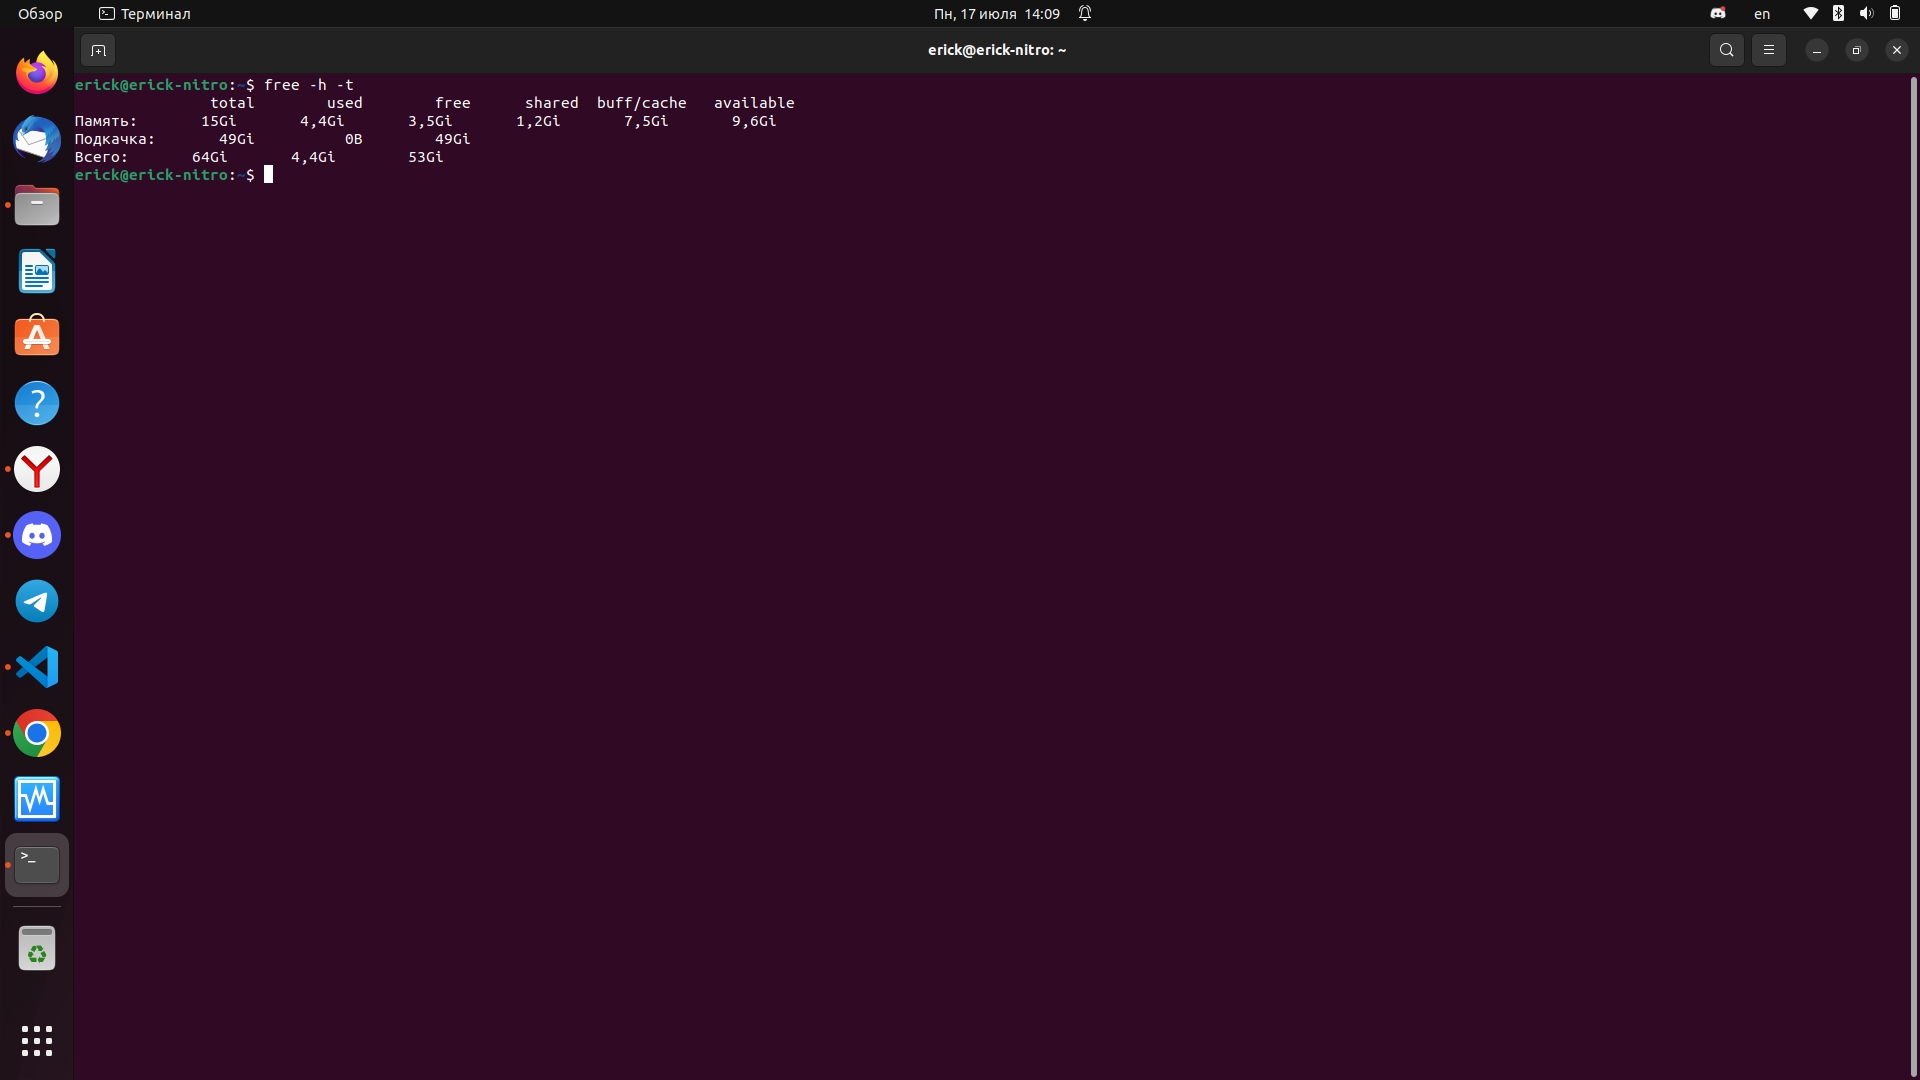 Обзор Терминал Пн, 17 июля 14:09 en
erick@erick-nitro: ~
erick@erick-nitro:~$ free -h -t
total used free shared buff/cache available
Память: 15Gi 4,4Gi 3,5Gi 1,2Gi 7,5Gi 9,6Gi
Подкачка: 49Gi 0B 49Gi
Всего: 64Gi 4,4Gi 53Gi
erick@erick-nitro:~$